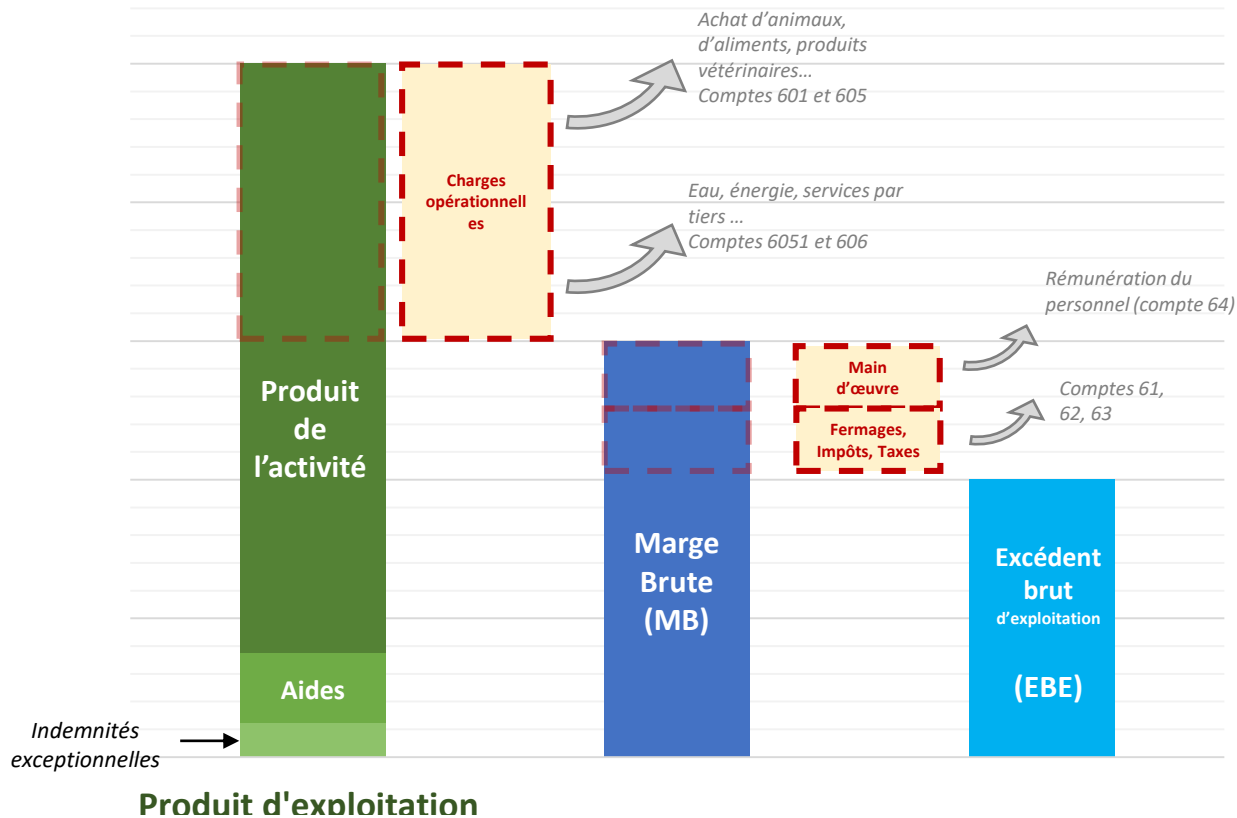 Achat d’animaux,
d’aliments, produits
vétérinaires…
Comptes 601 et 605
Charges
opérationnell
es
Eau, énergie, services par
tiers …
Comptes 6051 et 606
Rémunération du
personnel (compte 64)
Main
d’œuvre
Comptes 61,
62, 63
Fermages,
Impôts, Taxes
Produit
de
l’activité
Marge
Brute
(MB)
Excédent
brut
d’exploitation
(EBE)
Aides
Indemnités
exceptionnelles
Produit d'exploitation